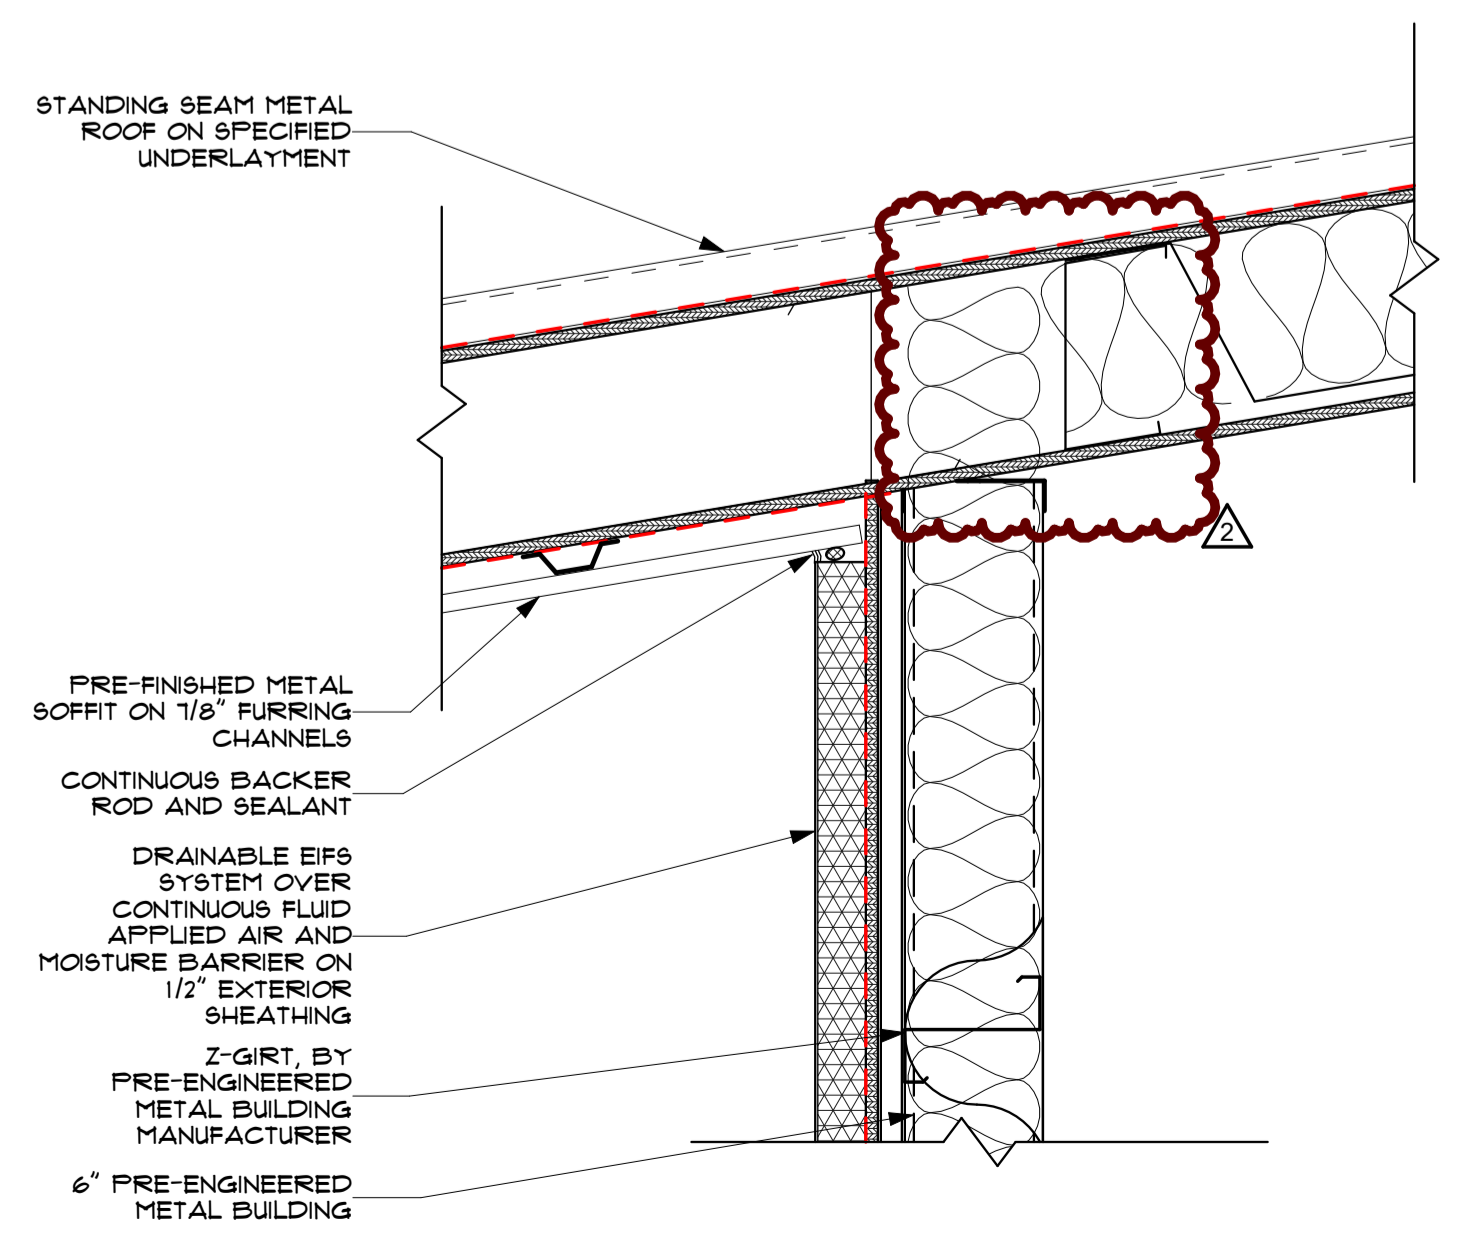 STANDING SEAM METAL
ROOF ON SPECIFIED
UNDERLAYMENT
2
PRE-FINISHED METAL
SOFFIT ON 7/8" FURRING
CHANNELS
CONTINUOUS BACKER
ROD AND SEALANT
DRAINABLE EIFS
SYSTEM OVER
CONTINUOUS FLUID
APPLIED AIR AND
MOISTURE BARRIER ON
1/2" EXTERIOR
SHEATHING
Z-GIRT, BY
PRE-ENGINEERED
METAL BUILDING
MANUFACTURER
6" PRE-ENGINEERED
METAL BUILDING